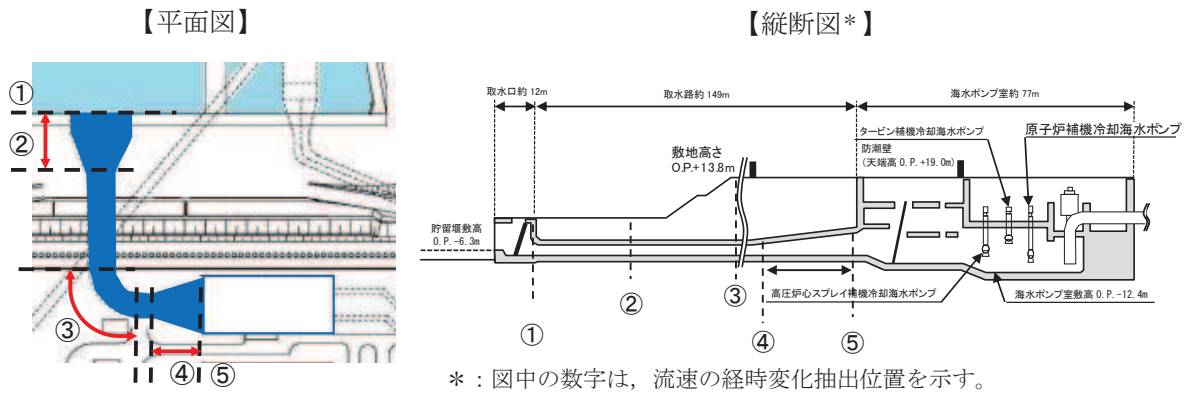 【平面図】
①
②
③
④
⑤
【縦断図*】
取水口約 12m
取水路約 149m
海水ポンプ室約 77m
タービン補機冷却海水ポンプ
原子炉補機冷却海水ポンプ
防潮壁
(天端高 O.P.+19.0m)
敷地高さ
O.P.+13.8m
貯留堰敷高
O.P.-6.3m
①
②
③
④
⑤
高圧炉心スプレイ補機冷却海水ポンプ
海水ポンプ室敷高 O.P.-12.4m
*:図中の数字は,流速の経時変化抽出位置を示す。